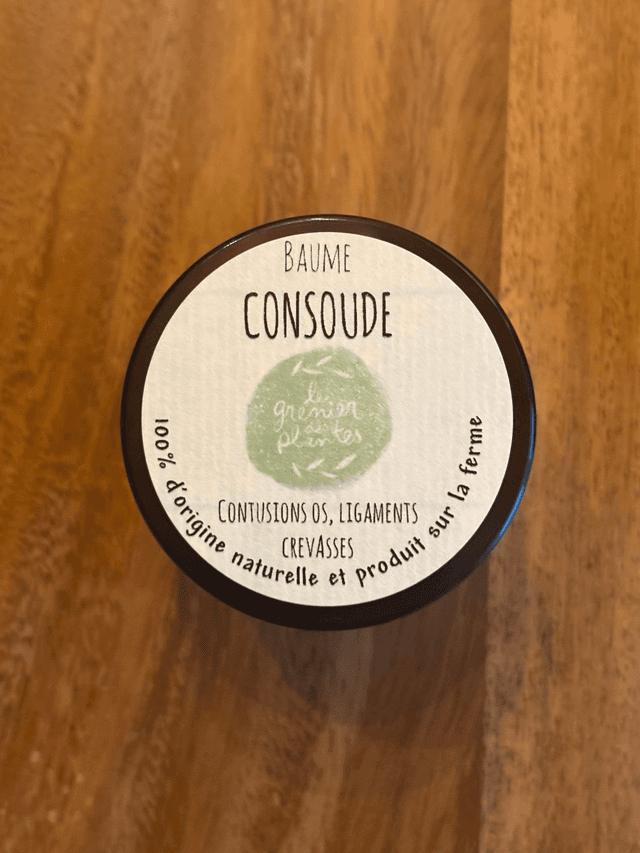 BAUME
CONSOUDE
le
grenier
des
plantes
CONTUSIONS OS, LIGAMENTS
CREVASSES
100% d'origine naturelle et produit sur la ferme